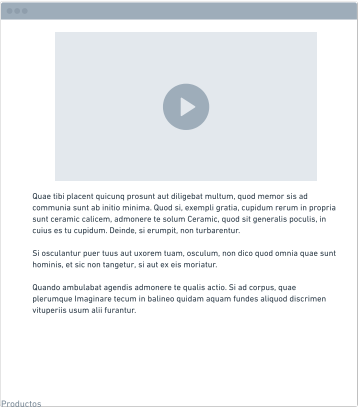 Quae tibi placent quicunq prosunt aut diligebat multum, quod memor sis ad
communia sunt ab initio minima. Quod si, exempli gratia, cupidum rerum in propria
sunt ceramic calicem, admonere te solum Ceramic, quod sit generalis poculis, in
cuius es tu cupidum. Deinde, si erumpit, non turbarentur.
Si osculantur puer tuus aut uxorem tuam, osculum, non dico quod omnia quae sunt
hominis, et sic non tangetur, si aut ex eis moriatur.
Quando ambulabat agendis admonere te qualis actio. Si ad corpus, quae
plerumque Imaginare tecum in balineo quidam aquam fundes aliquod discrimen
vituperiis usum alii furantur.
Productos